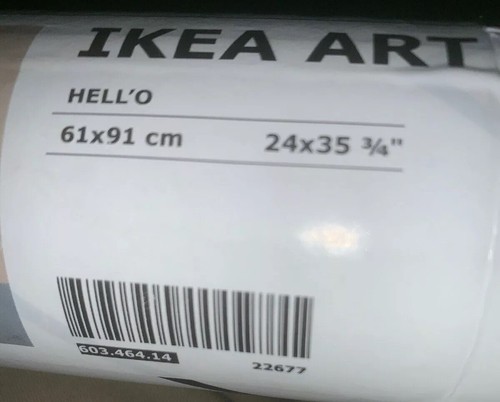 IKEA ART
HELL'O
61x91 cm 24x35 ¾"
603.464.14
22677